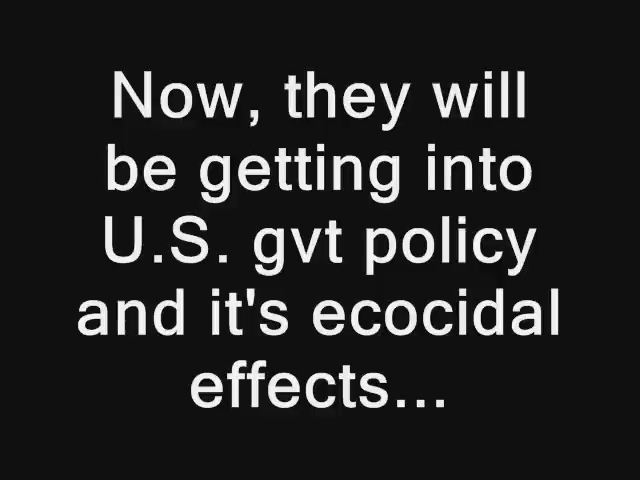 Now, they will
be getting into
U.S. gvt policy
and it's ecocidal
effects...